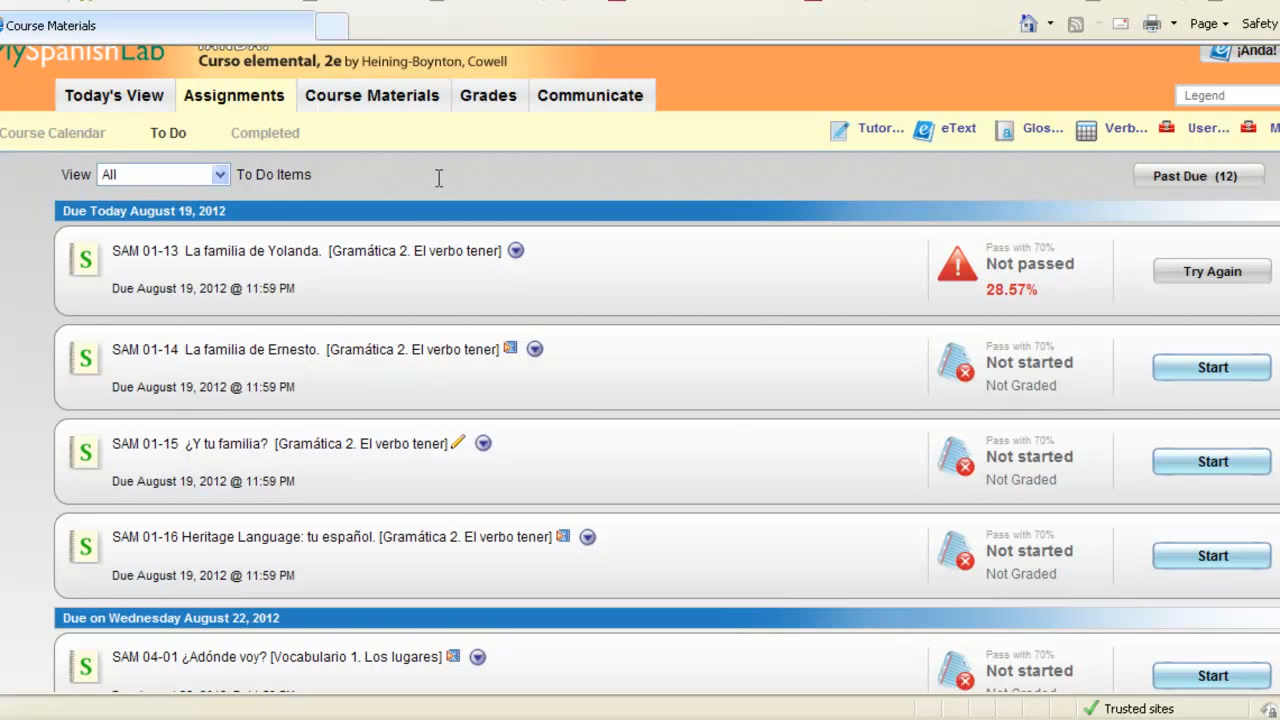 Course Materials
Page
Safety
MySpanishLab
¡ANDA!
Curso elemental, 2e by Heining-Boynton, Cowell
¡Anda!
Today's View
Assignments
Course Materials
Grades
Communicate
Legend
Course Calendar
To Do
Completed
Tutor...
eText
Glos...
Verb...
User...
M
View
All
To Do Items
Past Due (12)
Due Today August 19, 2012
SAM 01-13 La familia de Yolanda. [Gramática 2. El verbo tener]
Due August 19, 2012 @ 11:59 PM
Pass with 70%
Not passed
28.57%
Try Again
SAM 01-14 La familia de Ernesto. [Gramática 2. El verbo tener]
Due August 19, 2012 @ 11:59 PM
Pass with 70%
Not started
Not Graded
Start
SAM 01-15 ¿Y tu familia? [Gramática 2. El verbo tener]
Due August 19, 2012 @ 11:59 PM
Pass with 70%
Not started
Not Graded
Start
SAM 01-16 Heritage Language: tu español. [Gramática 2. El verbo tener]
Due August 19, 2012 @ 11:59 PM
Pass with 70%
Not started
Not Graded
Start
Due on Wednesday August 22, 2012
SAM 04-01 ¿Adónde voy? [Vocabulario 1. Los lugares]
Pass with 70%
Not started
Start
Trusted sites